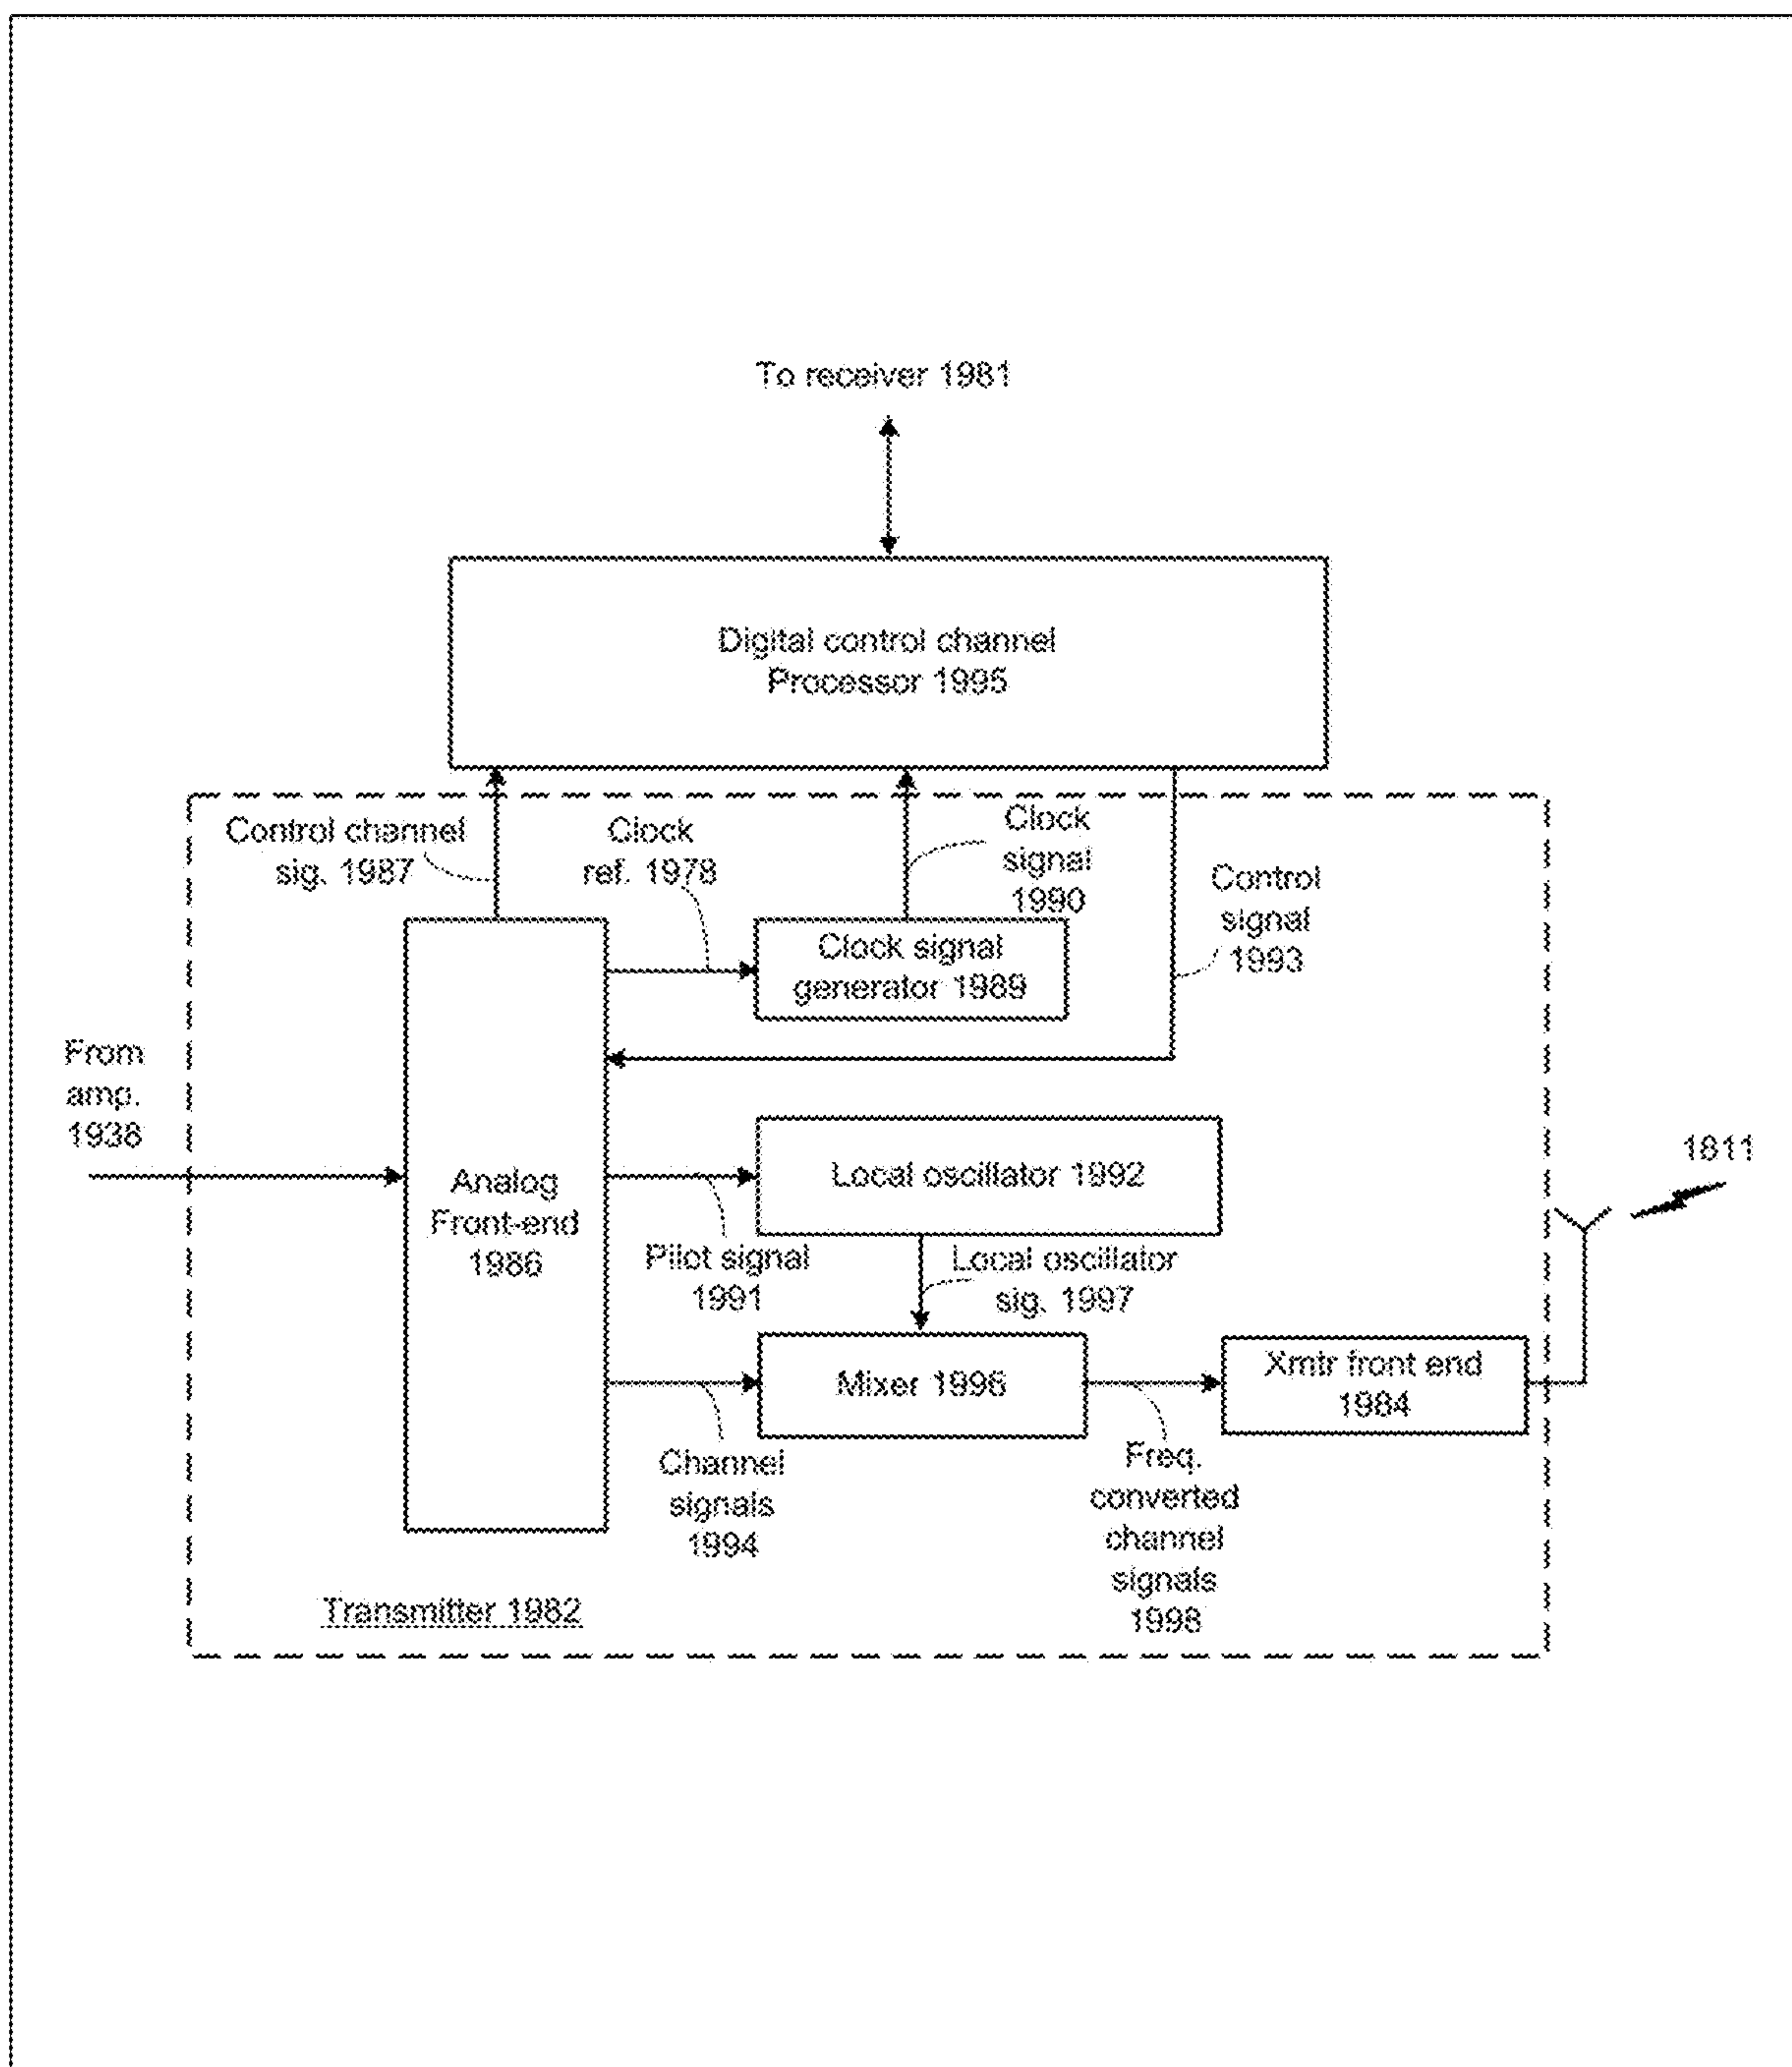 To receiver 1981
Digital control channel
Processor 1995
Control channel
sig. 1987
Clock
ref. 1978
Clock
signal
1990
Control
signal
1993
Clock signal
generator 1989
From
amp.
1938
Analog
Front-end
1986
Local oscillator 1992
1811
Pilot signal
1991
Local oscillator
sig. 1997
Mixer 1996
Xmtr front end
1984
Channel
signals
1994
Freq.
converted
channel
signals
1998
Transmitter 1982